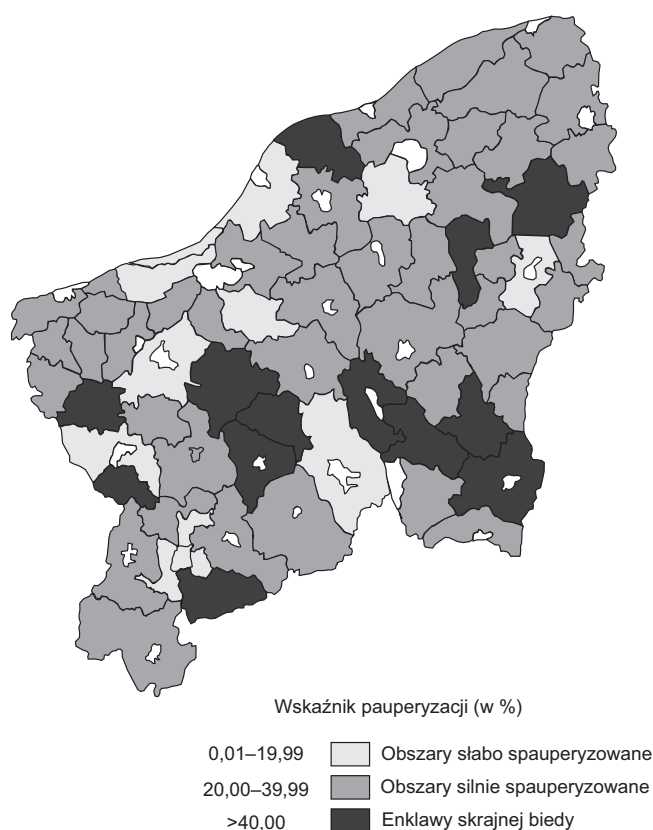 Wskaźnik pauperyzacji (w %)
0,01–19,99 Obszary słabo spauperyzowane
20,00–39,99 Obszary silnie spauperyzowane
>40,00 Enklawy skrajnej biedy